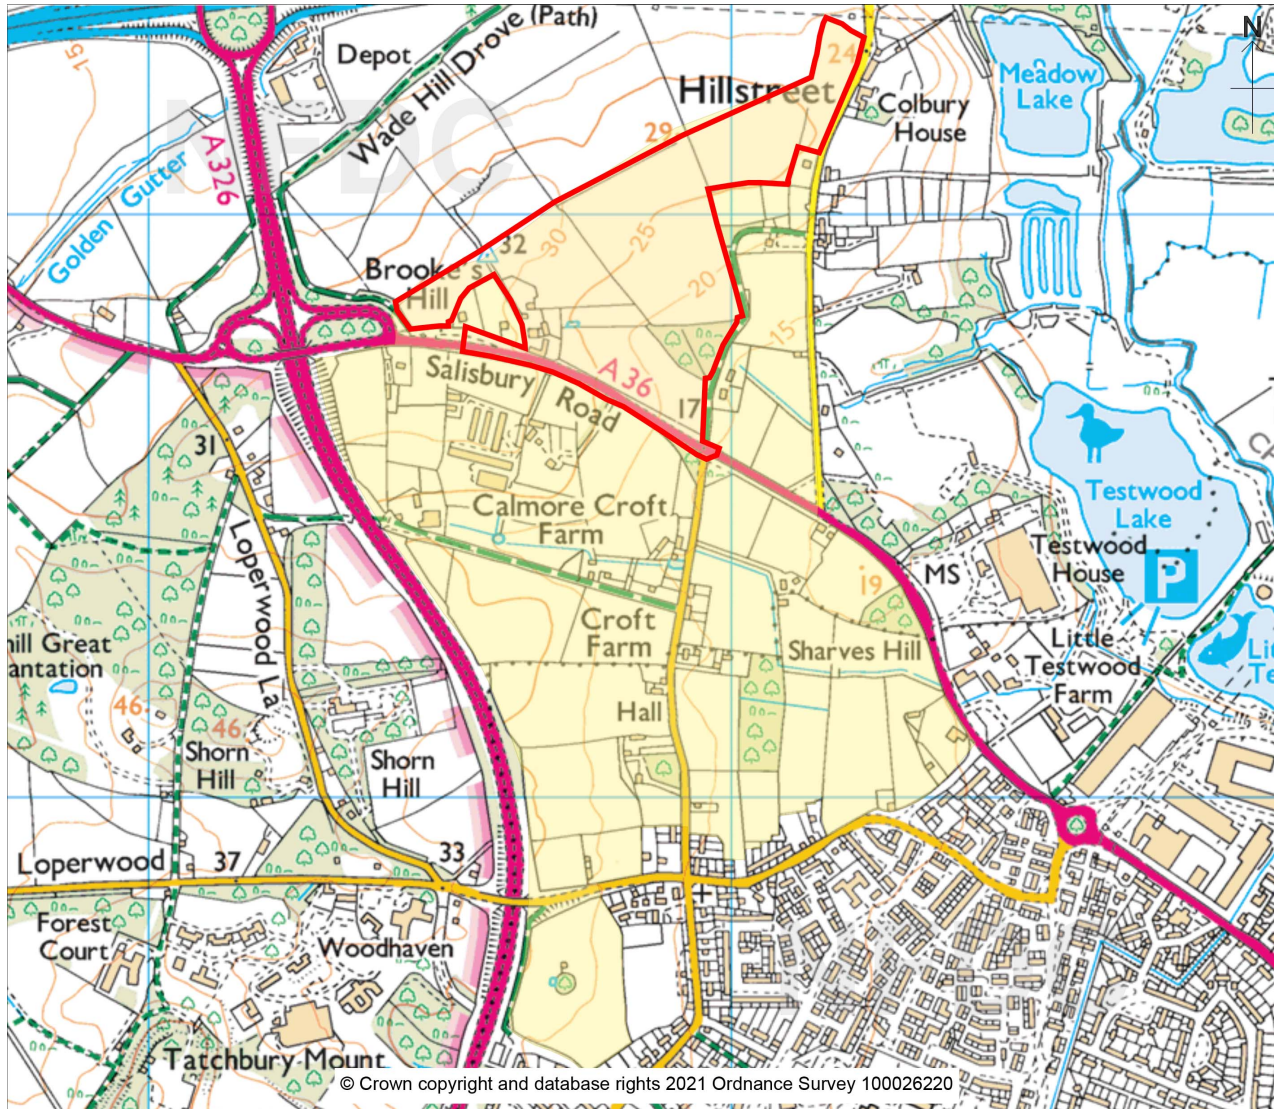 N
Depot
Wade Hill Drove (Path)
15
24
Meadow
Lake
Hillstreet
Colbury
House
NFDC
29
A 326
Golden Gutter
32
30
25
20
15
Brooke's
Hill
Salisbury
Road
A 36
17
31
Calmore Croft
Farm
Testwood
Lake
Testwood
House
P
MS
19
Loperwood La
Croft
Farm
Sharves Hill
Little
Testwood
Farm
hill Great
antation
46
46
Shorn
Hill
Shorn
Hill
Hall
Loperwood
37
33
Forest
Court
Woodhaven
Tatchbury Mount
© Crown copyright and database rights 2021 Ordnance Survey 100026220